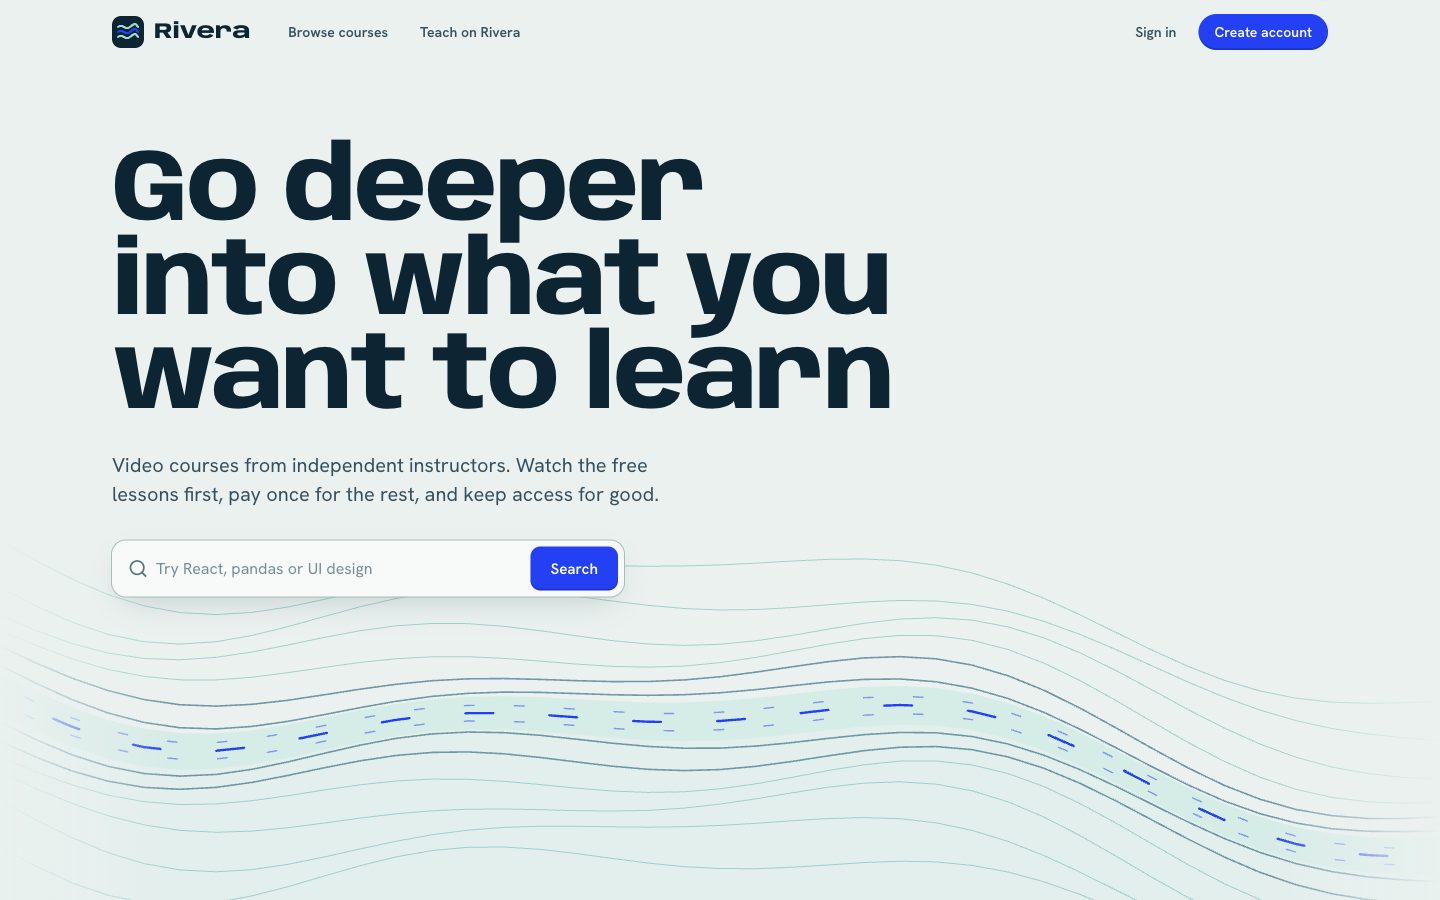 Rivera
Browse courses
Teach on Rivera
Sign in
Create account
Go deeper
into what you
want to learn
Video courses from independent instructors. Watch the free
lessons first, pay once for the rest, and keep access for good.
Try React, pandas or UI design
Search